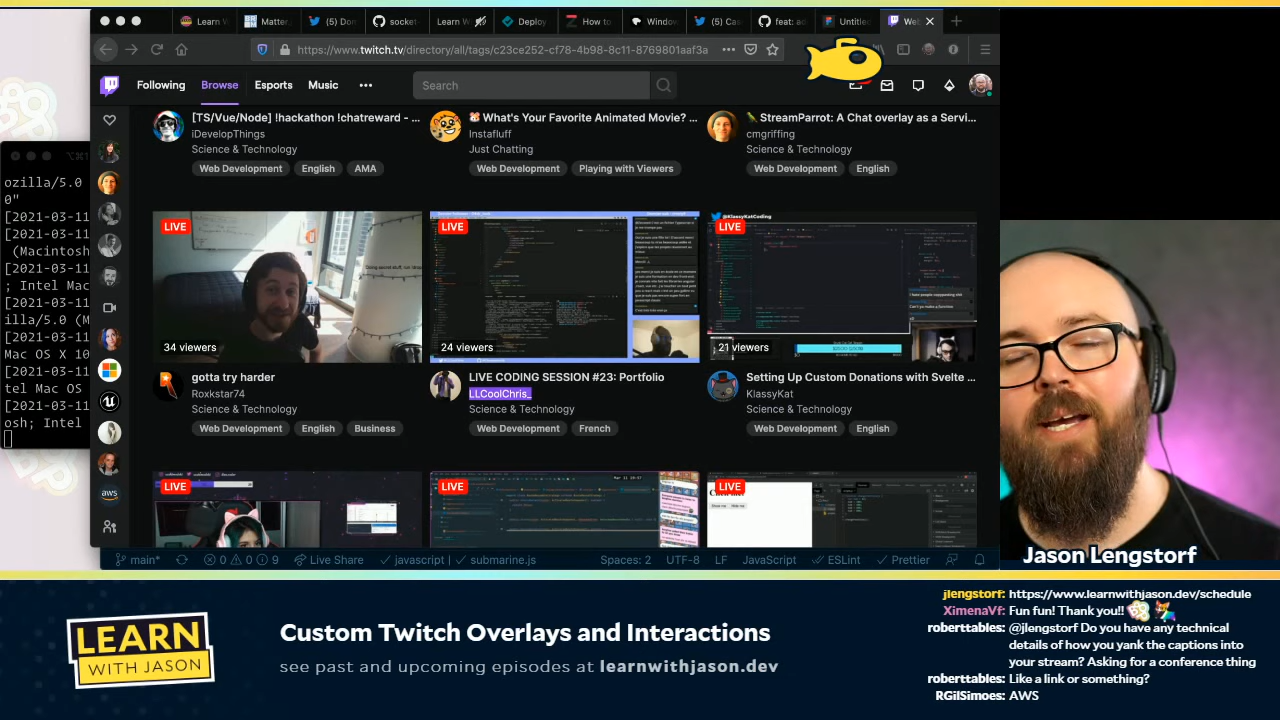 Learn V
Matter.
(5) Don
socket-
Learn W
Deploy
How to
Window
(5) Cas
feat: ad
Untitle
Web
https://www.twitch.tv/directory/all/tags/c23ce252-cf78-4b98-8c11-8769801aaf3a
Following
Browse
Esports
Music
Search
[TS/Vue/Node] !hackathon !chatreward - ...
iDevelopThings
Science & Technology
Web Development
English
AMA
What's Your Favorite Animated Movie? ...
Instafluff
Just Chatting
Web Development
Playing with Viewers
StreamParrot: A Chat overlay as a Servi...
cmgriffing
Science & Technology
Web Development
English
ozilla/5.0
0"
[2021-03-11
[2021-03-11
(Macintosh
[2021-03-11
; Intel Mac
[2021-03-11
illa/5.0 (M
[2021-03-11
Mac OS X 10
[2021-03-11
tel Mac OS
[2021-03-11
osh; Intel
LIVE
34 viewers
gotta try harder
Roxkstar74
Science & Technology
Web Development
English
Business
LIVE
24 viewers
LIVE CODING SESSION #23: Portfolio
LLCoolChris_
Science & Technology
Web Development
French
@KlassyKatCoding
LIVE
21 viewers
Setting Up Custom Donations with Svelte ...
KlassyKat
Science & Technology
Web Development
English
aws
LIVE
LIVE
LIVE
main*
0
0
9
Live Share
javascript
submarine.js
Spaces: 2
UTF-8
LF
JavaScript
ESLint
Prettier
Jason Lengstorf
LEARN
WITH JASON
Custom Twitch Overlays and Interactions
see past and upcoming episodes at learnwithjason.dev
jlengstorf: https://www.learnwithjason.dev/schedule
XimenaVf: Fun fun! Thank you!!
roberttables: @jlengstorf Do you have any technical
details of how you yank the captions into
your stream? Asking for a conference thing
roberttables: Like a link or something?
RGilSimoes: AWS